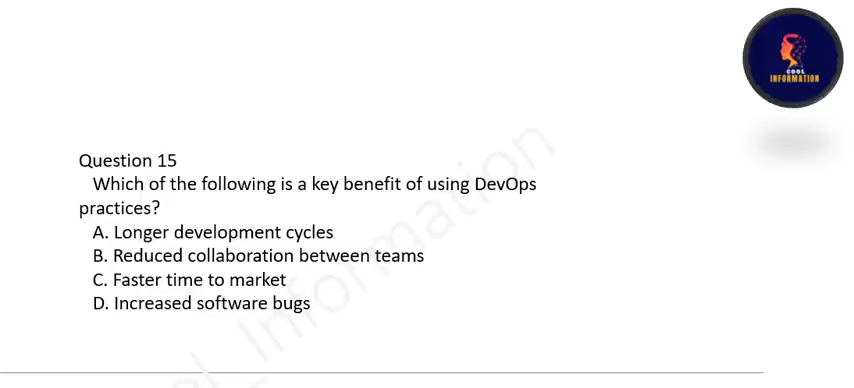 COOL
INFORMATION
Question 15
Which of the following is a key benefit of using DevOps
practices?
A. Longer development cycles
B. Reduced collaboration between teams
C. Faster time to market
D. Increased software bugs
el_Information